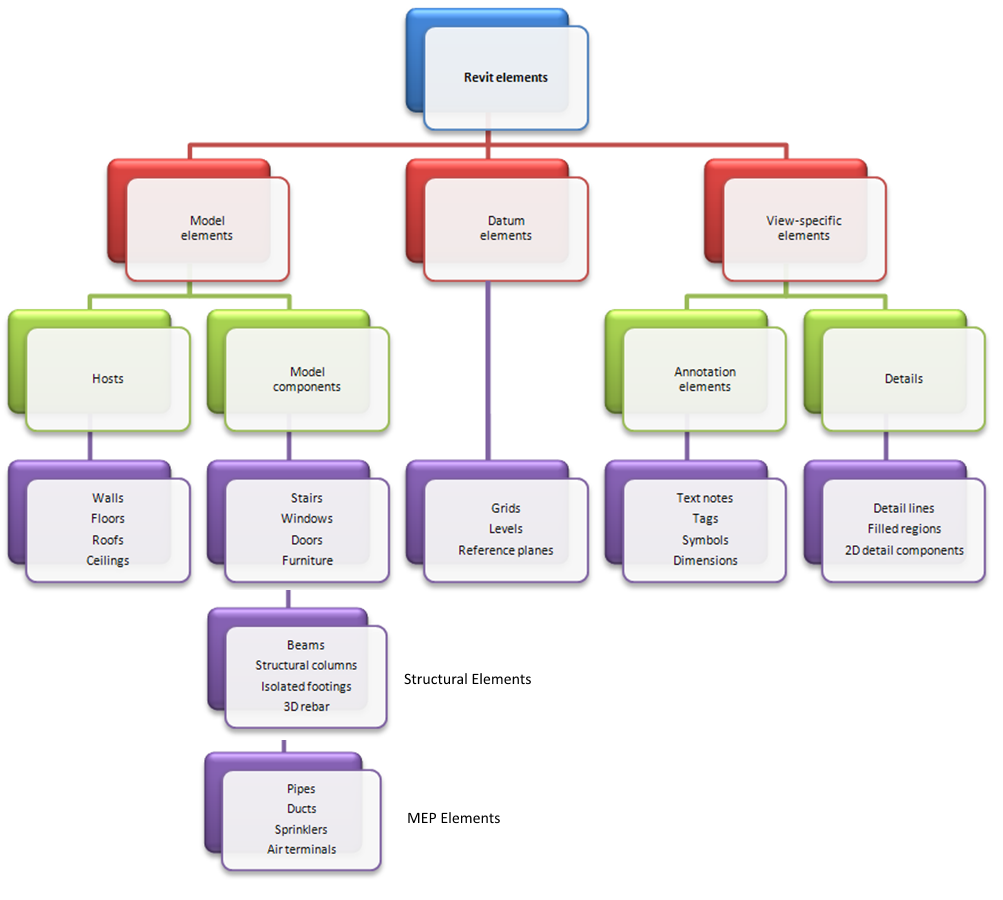 Revit elements
Model
elements
Datum
elements
View-specific
elements
Hosts
Model
components
Annotation
elements
Details
Walls
Floors
Roofs
Ceilings
Stairs
Windows
Doors
Furniture
Grids
Levels
Reference planes
Text notes
Tags
Symbols
Dimensions
Detail lines
Filled regions
2D detail components
Beams
Structural columns
Isolated footings
3D rebar
Structural Elements
Pipes
Ducts
Sprinklers
Air terminals
MEP Elements